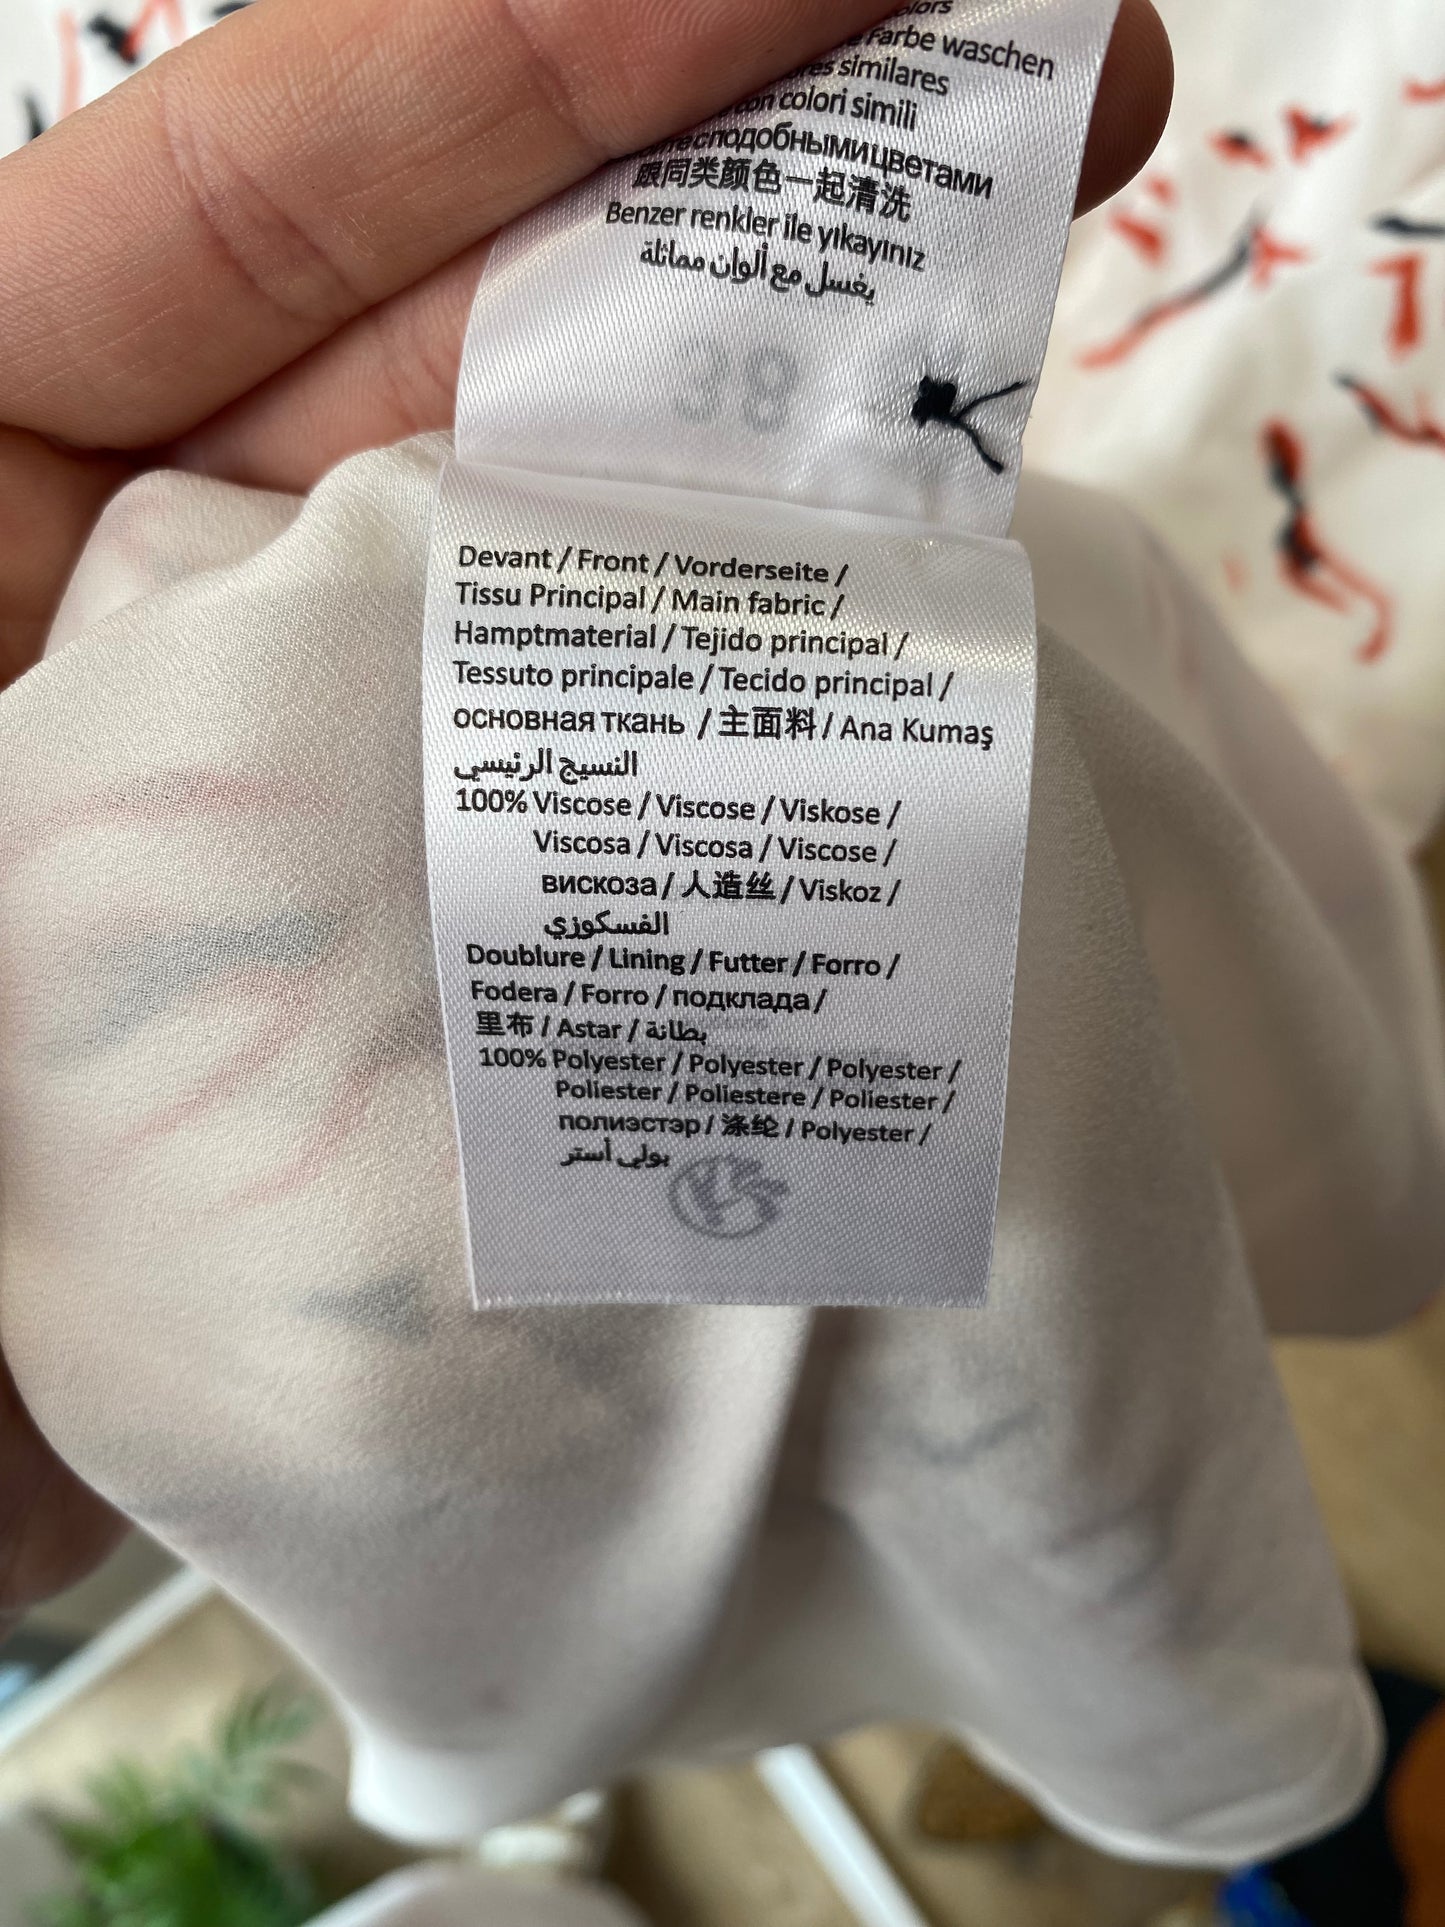 olors
Farbe waschen
similares
con colori simili
сподобнымицветами
跟同类颜色一起清洗
Benzer renkler ile yıkayınız
يغسل مع ألوان مماثلة
38
Devant / Front / Vorderseite /
Tissu Principal / Main fabric /
Hamptmaterial / Tejido principal /
Tessuto principale / Tecido principal /
основная ткань / 主面料 / Ana Kumaş
النسيج الرئيسي
100% Viscose / Viscose / Viskose /
Viscosa / Viscosa / Viscose /
вискоза / 人造丝 / Viskoz /
الفسكوزي
Doublure / Lining / Futter / Forro /
Fodera / Forro / подклада /
里布 / Astar / بطانة
100% Polyester / Polyester / Polyester /
Poliester / Poliestere / Poliester /
полиэстэр / 涤纶 / Polyester /
بولي أستر